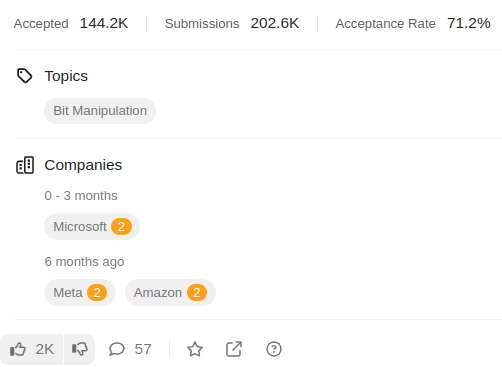 Accepted 144.2K Submissions 202.6K Acceptance Rate 71.2%
Topics
Bit Manipulation
Companies
0 - 3 months
Microsoft 2
6 months ago
Meta 2 Amazon 2
2K 57